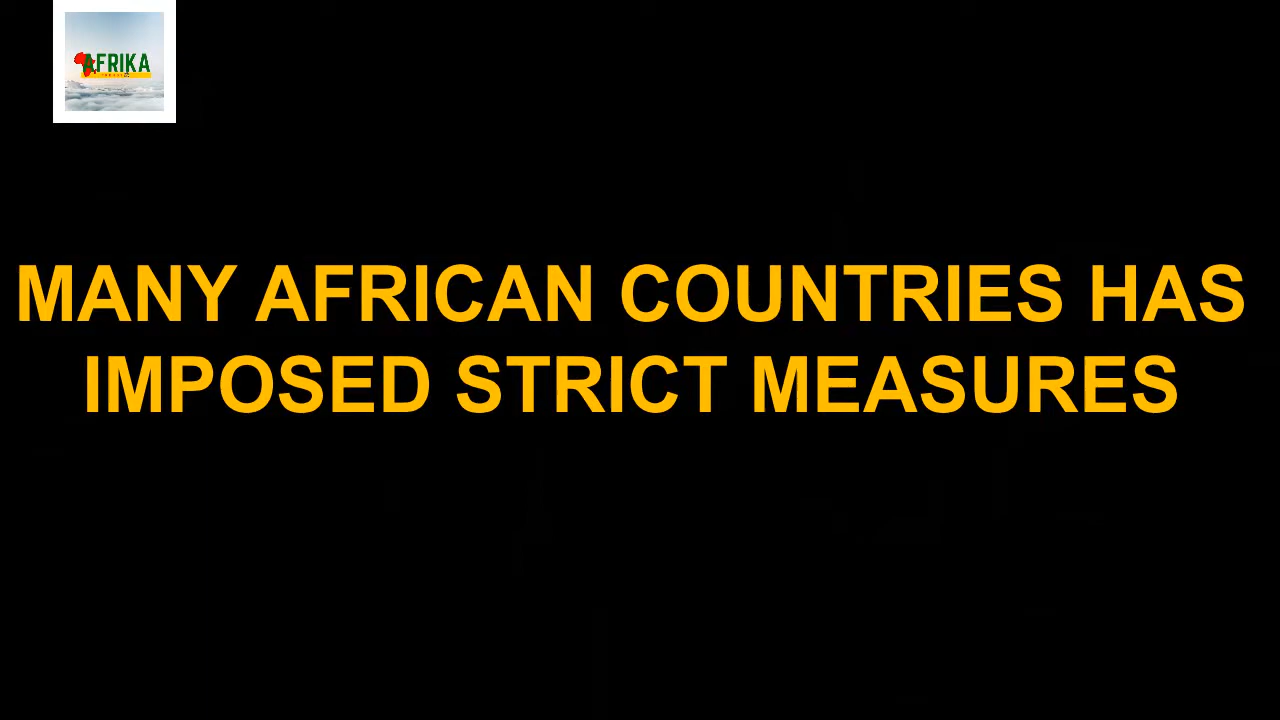 AFRIKA
MANY AFRICAN COUNTRIES HAS
IMPOSED STRICT MEASURES